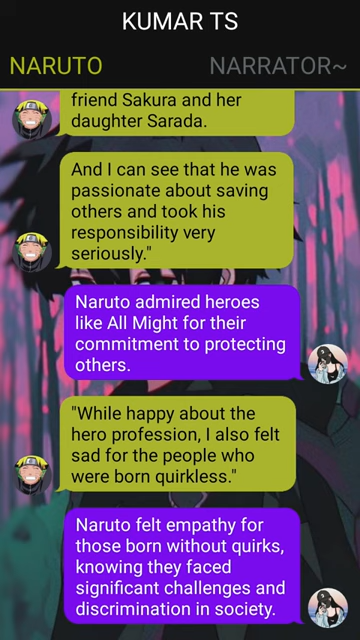 KUMAR TS
NARUTO
NARRATOR~
friend Sakura and her
daughter Sarada.
And I can see that he was
passionate about saving
others and took his
responsibility very
seriously."
Naruto admired heroes
like All Might for their
commitment to protecting
others.
"While happy about the
hero profession, I also felt
sad for the people who
were born quirkless."
Naruto felt empathy for
those born without quirks,
knowing they faced
significant challenges and
discrimination in society.